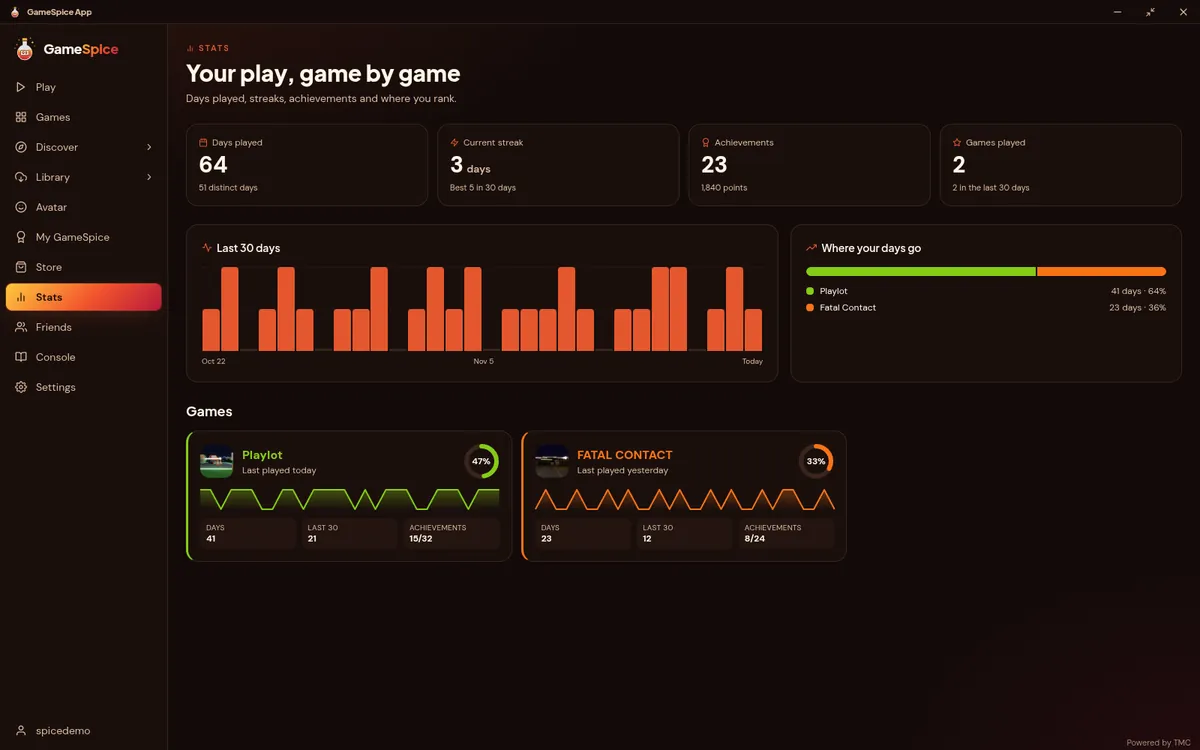 GameSpice App
GameSpice
Play
Games
Discover
Library
Avatar
My GameSpice
Store
Stats
Friends
Console
Settings
spicedemo
STATS
Your play, game by game
Days played, streaks, achievements and where you rank.
Days played
64
51 distinct days
Current streak
3 days
Best 5 in 30 days
Achievements
23
1,840 points
Games played
2
2 in the last 30 days
Last 30 days
Oct 22 Nov 5 Today
Where your days go
Playlot 41 days · 64%
Fatal Contact 23 days · 36%
Games
Playlot
Last played today
47%
DAYS LAST 30 ACHIEVEMENTS
41 21 15/32
FATAL CONTACT
Last played yesterday
33%
DAYS LAST 30 ACHIEVEMENTS
23 12 8/24
Powered by TMC